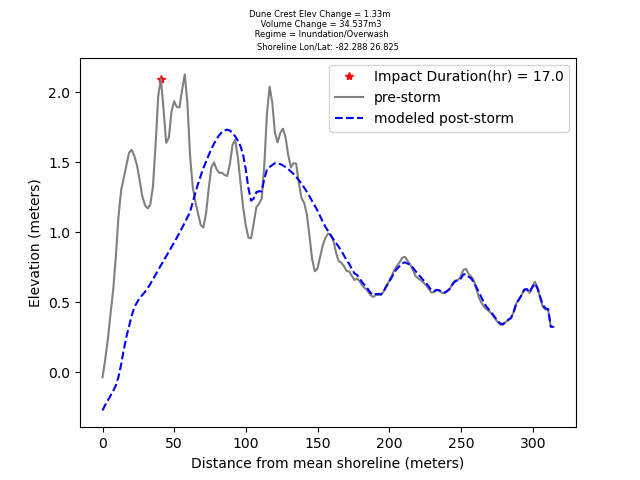 Dune Crest Elev Change = 1.33m
Volume Change = 34.537m3
Regime = Inundation/Overwash
Shoreline Lon/Lat: -82.288 26.825
Impact Duration(hr) = 17.0
pre-storm
modeled post-storm
Elevation (meters)
2.0
1.5
1.0
0.5
0.0
0 50 100 150 200 250 300
Distance from mean shoreline (meters)